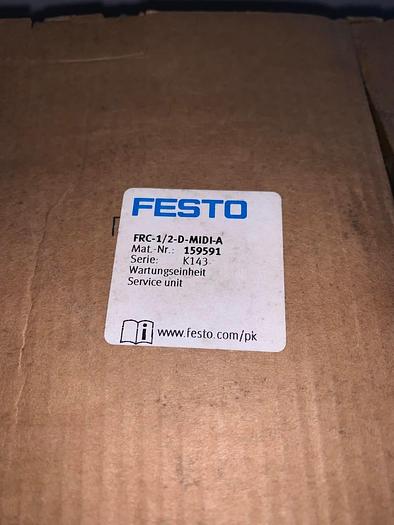 FESTO
FRC-1/2-D-MIDI-A
Mat.-Nr.: 159591
Serie: K143
Wartungseinheit
Service unit
i www.festo.com/pk